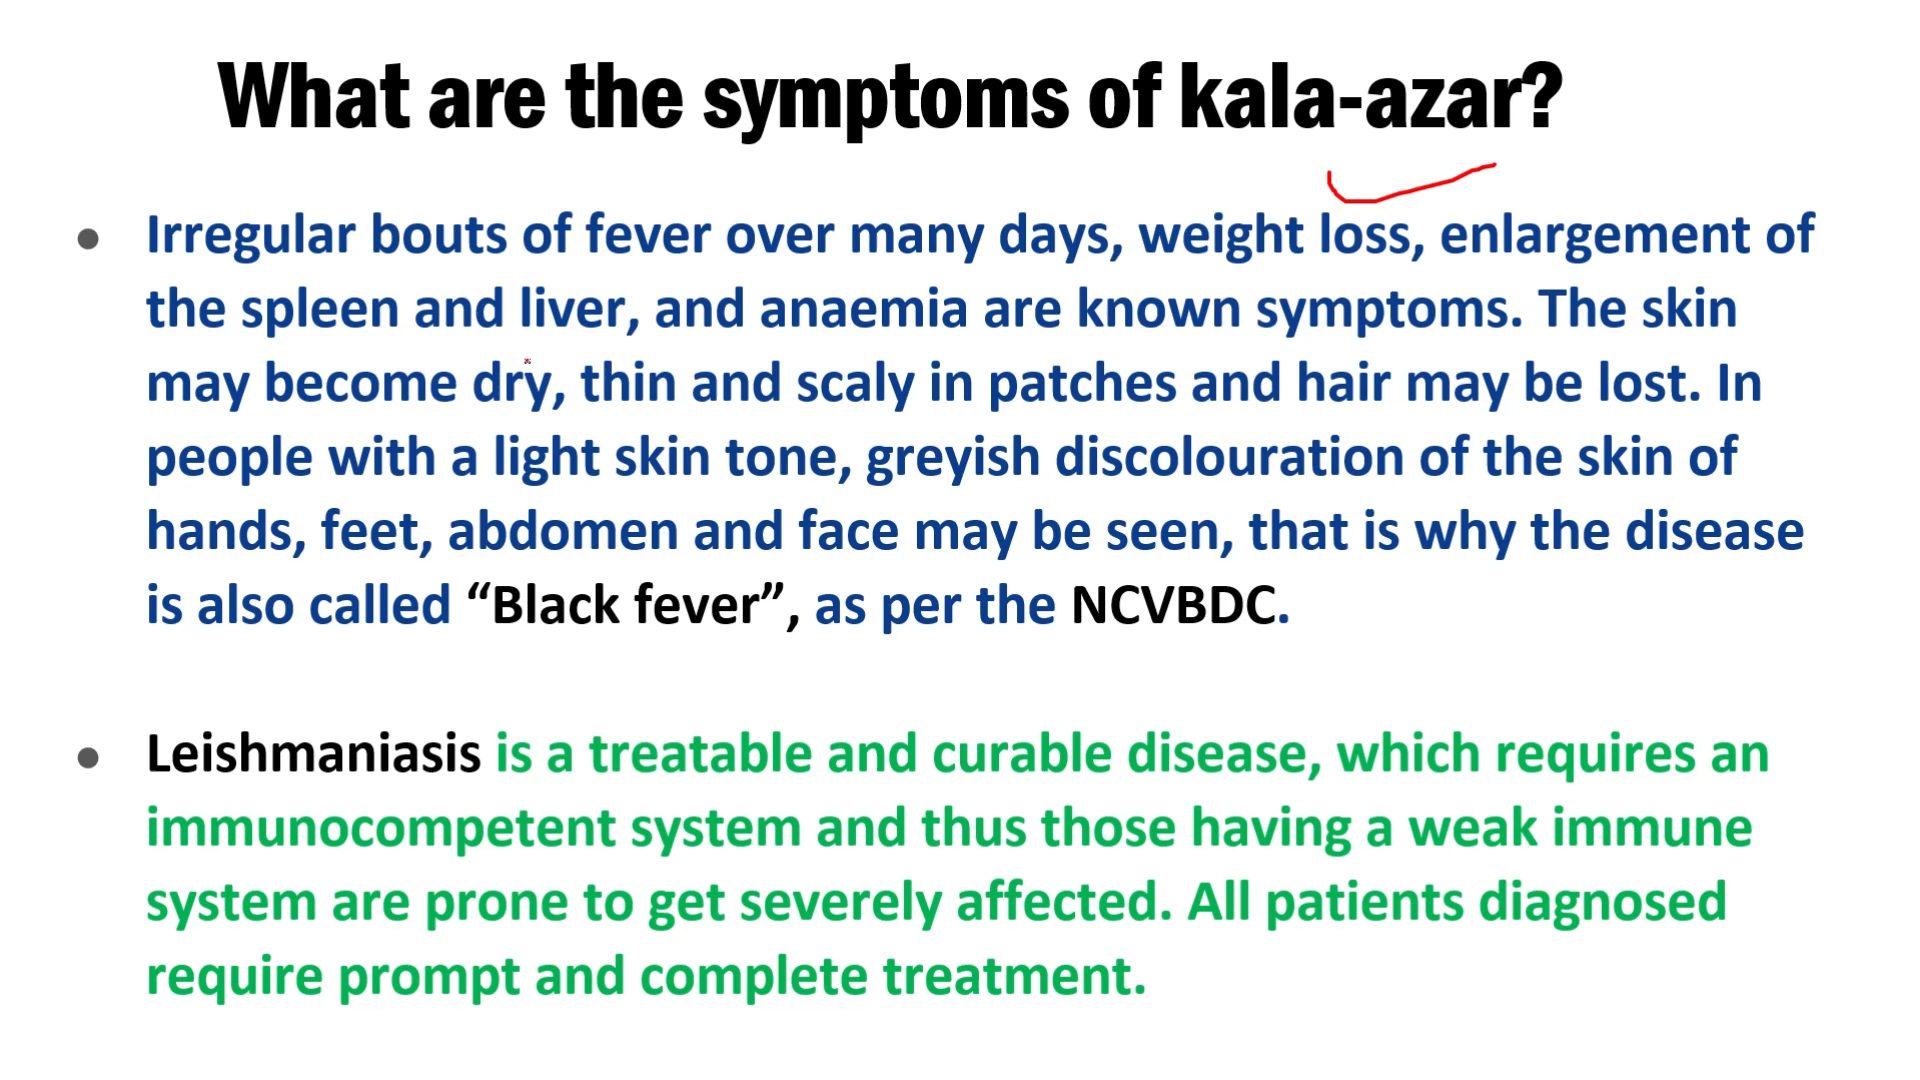 What are the symptoms of kala-azar?
• Irregular bouts of fever over many days, weight loss, enlargement of
the spleen and liver, and anaemia are known symptoms. The skin
may become dry, thin and scaly in patches and hair may be lost. In
people with a light skin tone, greyish discolouration of the skin of
hands, feet, abdomen and face may be seen, that is why the disease
is also called “Black fever”, as per the NCVBDC.
• Leishmaniasis is a treatable and curable disease, which requires an
immunocompetent system and thus those having a weak immune
system are prone to get severely affected. All patients diagnosed
require prompt and complete treatment.